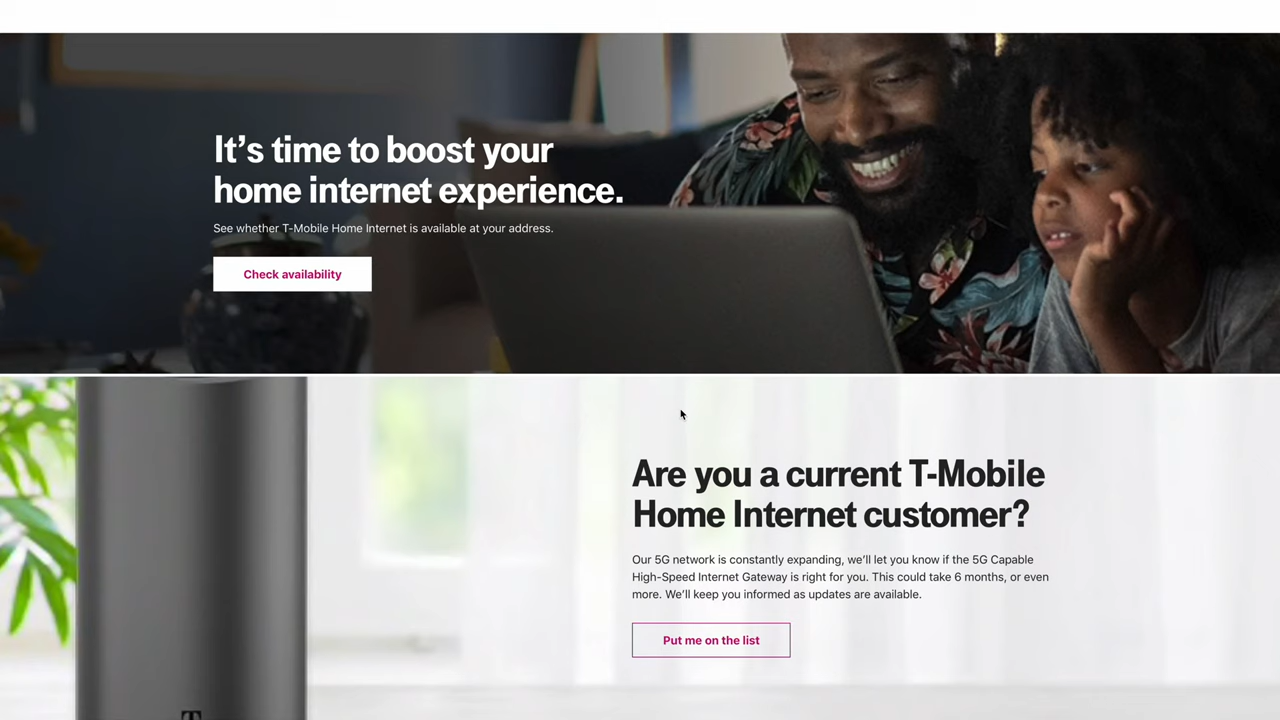 It's time to boost your
home internet experience.
See whether T-Mobile Home Internet is available at your address.
Check availability
Are you a current T-Mobile
Home Internet customer?
Our 5G network is constantly expanding, we'll let you know if the 5G Capable
High-Speed Internet Gateway is right for you. This could take 6 months, or even
more. We'll keep you informed as updates are available.
Put me on the list
T